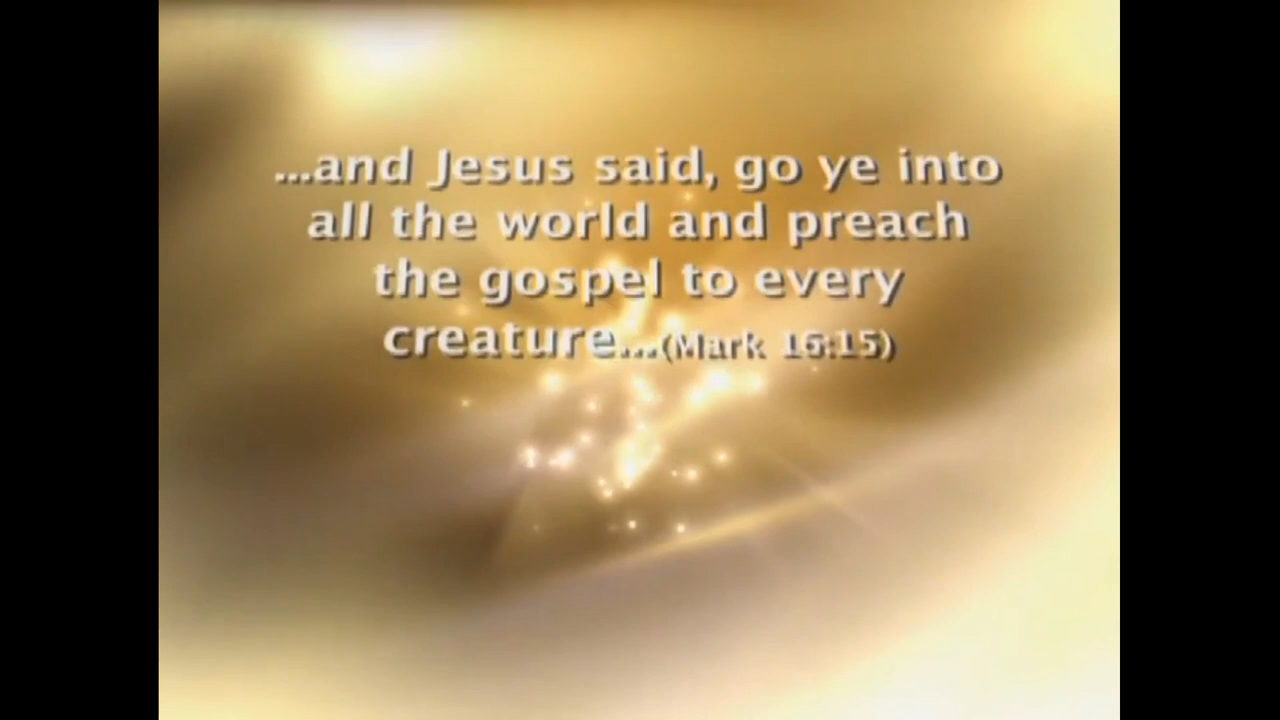 ...and Jesus said, go ye into
all the world and preach
the gospel to every
creature...(Mark 16:15)